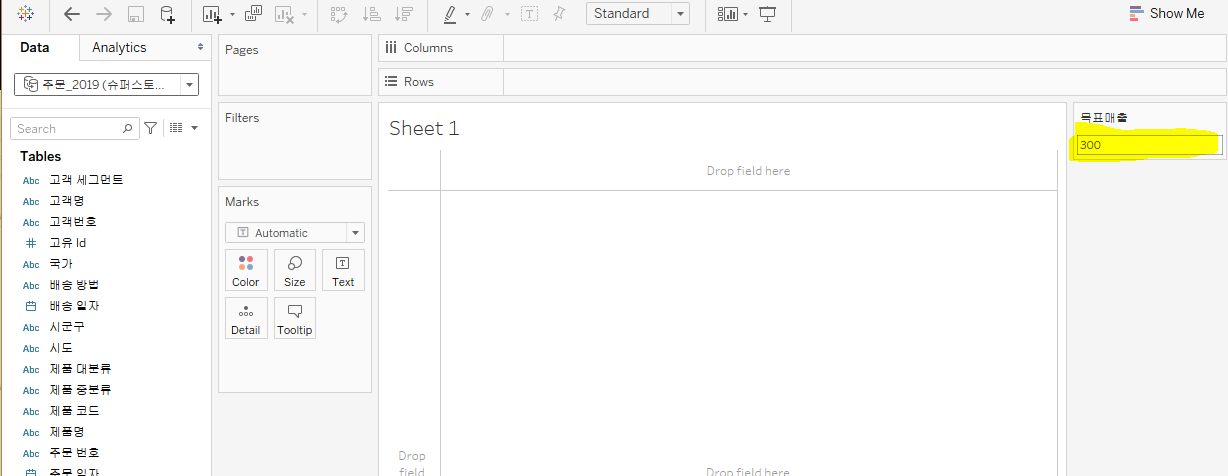 Standard
Show Me
Data
Analytics
주문_2019 (슈퍼스토...
Search
Tables
Abc 고객 세그먼트
Abc 고객명
Abc 고객번호
# 고유 Id
Abc 국가
Abc 배송 방법
배송 일자
Abc 시군구
Abc 시도
Abc 제품 대분류
Abc 제품 중분류
Abc 제품 코드
Abc 제품명
Abc 주문 번호
주문 일자
Pages
Filters
Marks
T Automatic
Color
Size
T Text
Detail
Tooltip
Columns
Rows
Sheet 1
Drop field here
Drop
field
Drop field here
목표매출
300